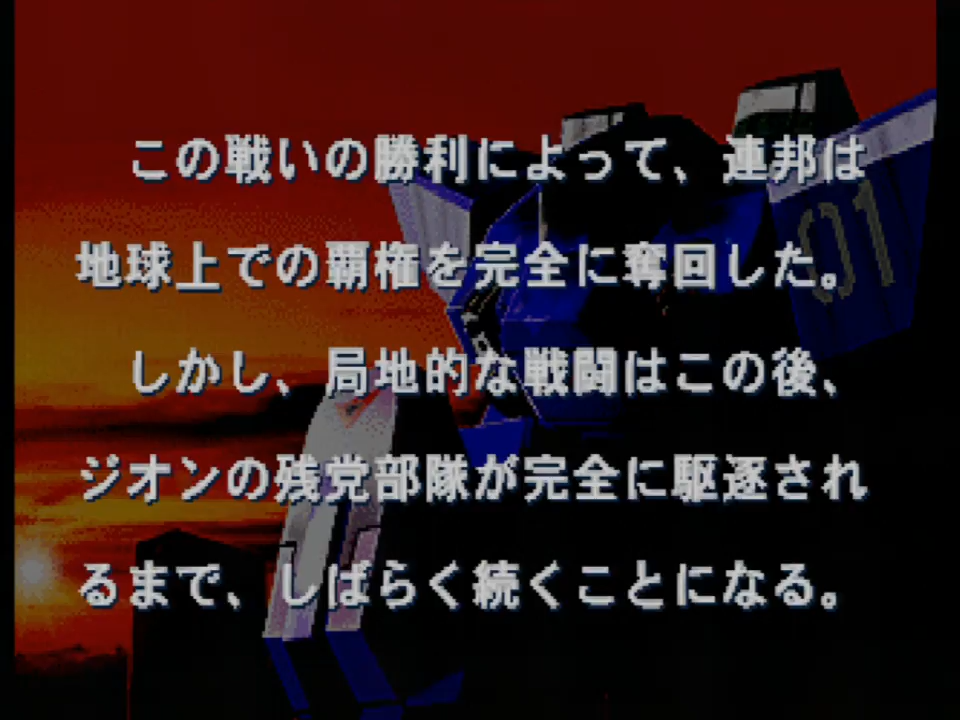 この戦いの勝利によって、連邦は
地球上での覇権を完全に奪回した。
しかし、局地的な戦闘はこの後、
ジオンの残党部隊が完全に駆逐され
るまで、しばらく続くことになる。
01